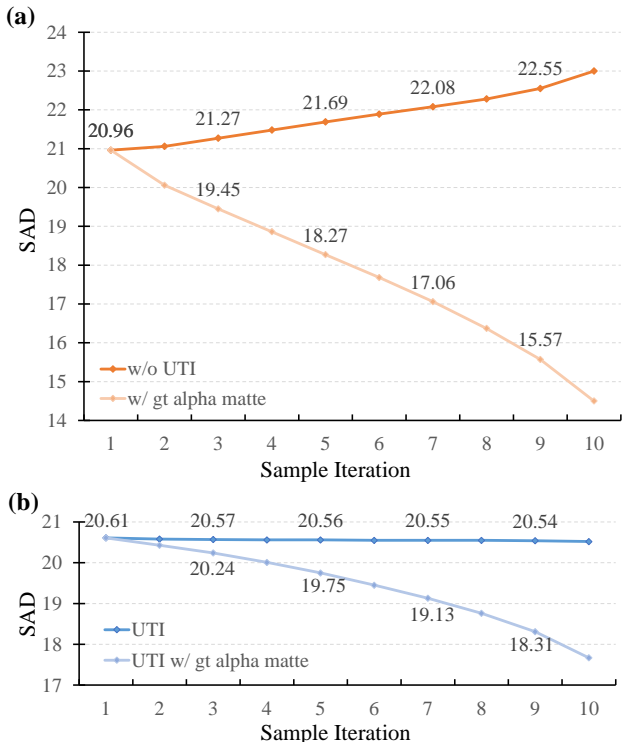 (a)
24
23
22
21
20
19
18
17
16
15
14
SAD
20.96
21.27
21.69
22.08
22.55
19.45
18.27
17.06
15.57
w/o UTI
w/ gt alpha matte
1 2 3 4 5 6 7 8 9 10
Sample Iteration
(b)
21
20
19
18
17
SAD
20.61 20.57 20.56 20.55 20.54
20.24
19.75
19.13
18.31
UTI
UTI w/ gt alpha matte
1 2 3 4 5 6 7 8 9 10
Sample Iteration